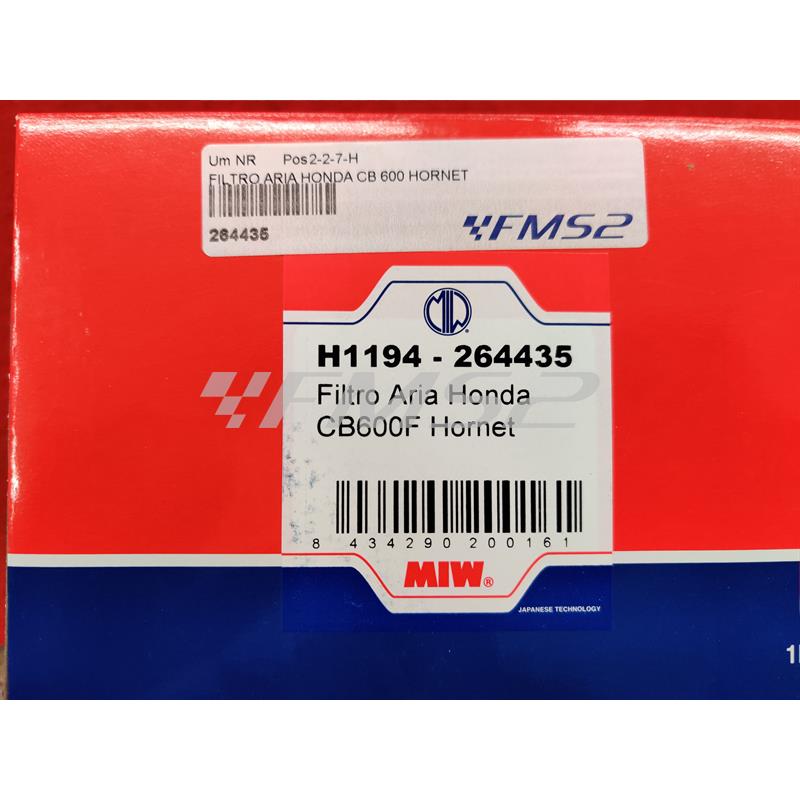 Um NR Pos2-2-7-H
FILTRO ARIA HONDA CB 600 HORNET
264435
FMS2
MIW
H1194 - 264435
Filtro Aria Honda
FMS2
CB600F Hornet
8 434290 200161
MIW®
JAPANESE TECHNOLOGY